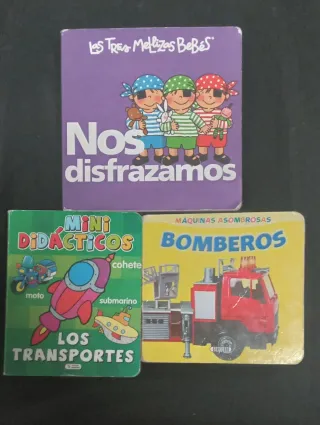 Las Tres Mellizas Bebés
Nos
disfrazamos
MINI
DIDÁCTICOS
cohete
moto
submarino
LOS
TRANSPORTES
MÁQUINAS ASOMBROSAS
BOMBEROS